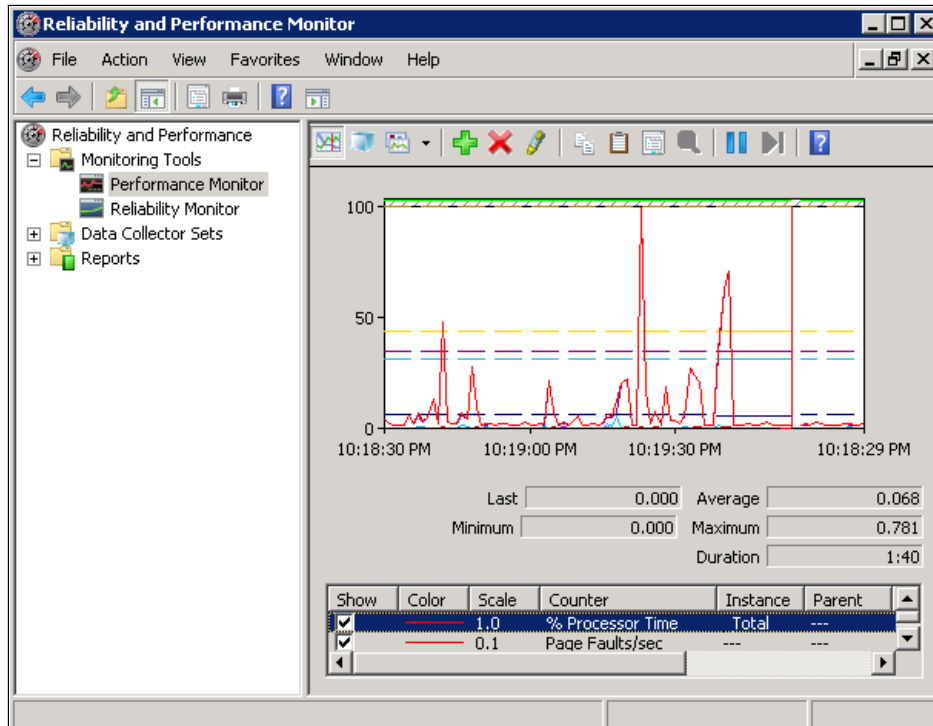 Reliability and Performance Monitor
File Action View Favorites Window Help
Reliability and Performance
Monitoring Tools
Performance Monitor
Reliability Monitor
Data Collector Sets
Reports
100
50
0
10:18:30 PM 10:19:00 PM 10:19:30 PM 10:18:29 PM
Last 0.000 Average 0.068
Minimum 0.000 Maximum 0.781
Duration 1:40
Show Color Scale Counter Instance Parent
1.0 % Processor Time _Total ---
0.1 Page Faults/sec --- ---